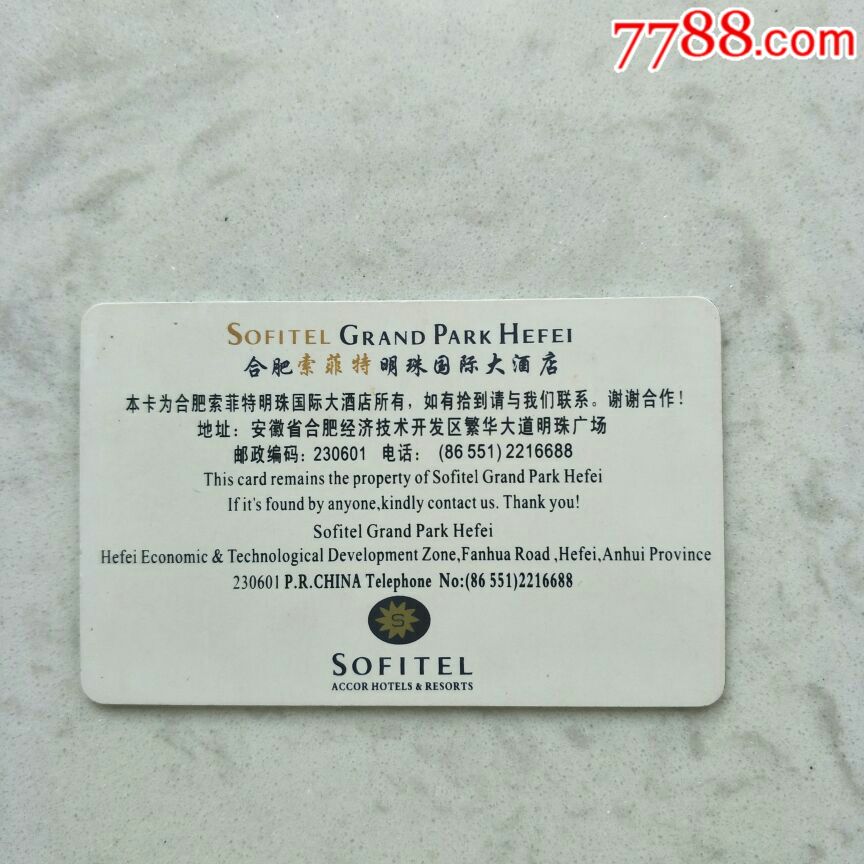 7788.com
SOFITEL GRAND PARK HEFEI
合肥索菲特明珠国际大酒店
本卡为合肥索菲特明珠国际大酒店所有，如有拾到请与我们联系。谢谢合作！
地址：安徽省合肥经济技术开发区繁华大道明珠广场
邮政编码：230601 电话：(86 551) 2216688
This card remains the property of Sofitel Grand Park Hefei
If it's found by anyone,kindly contact us. Thank you!
Sofitel Grand Park Hefei
Hefei Economic & Technological Development Zone,Fanhua Road ,Hefei,Anhui Province
230601 P.R.CHINA Telephone No:(86 551)2216688
S
SOFITEL
ACCOR HOTELS & RESORTS